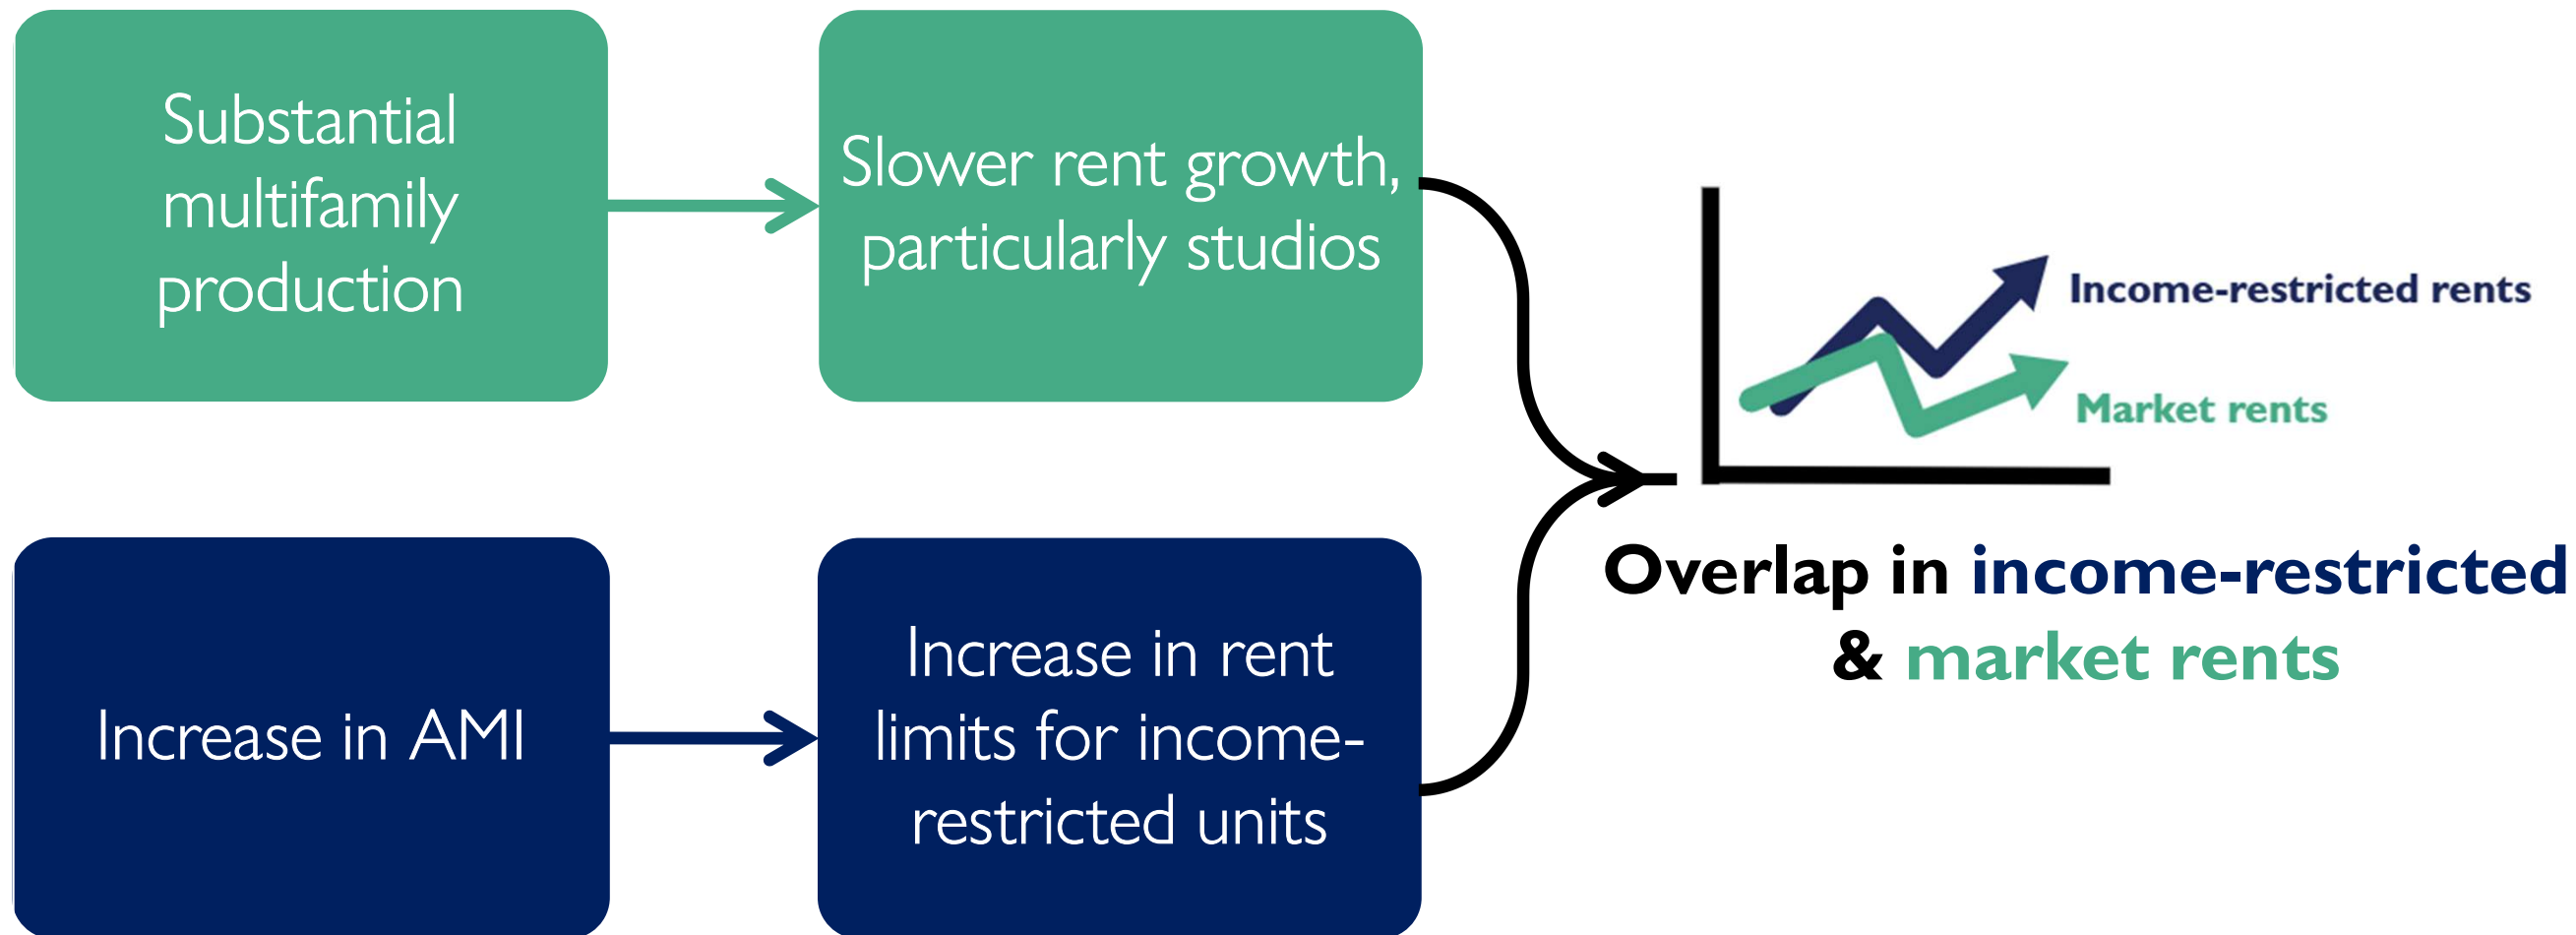 Substantial
multifamily
production
Slower rent growth,
particularly studios
Increase in AMI
Increase in rent
limits for income-
restricted units
Income-restricted rents
Market rents
Overlap in income-restricted
& market rents